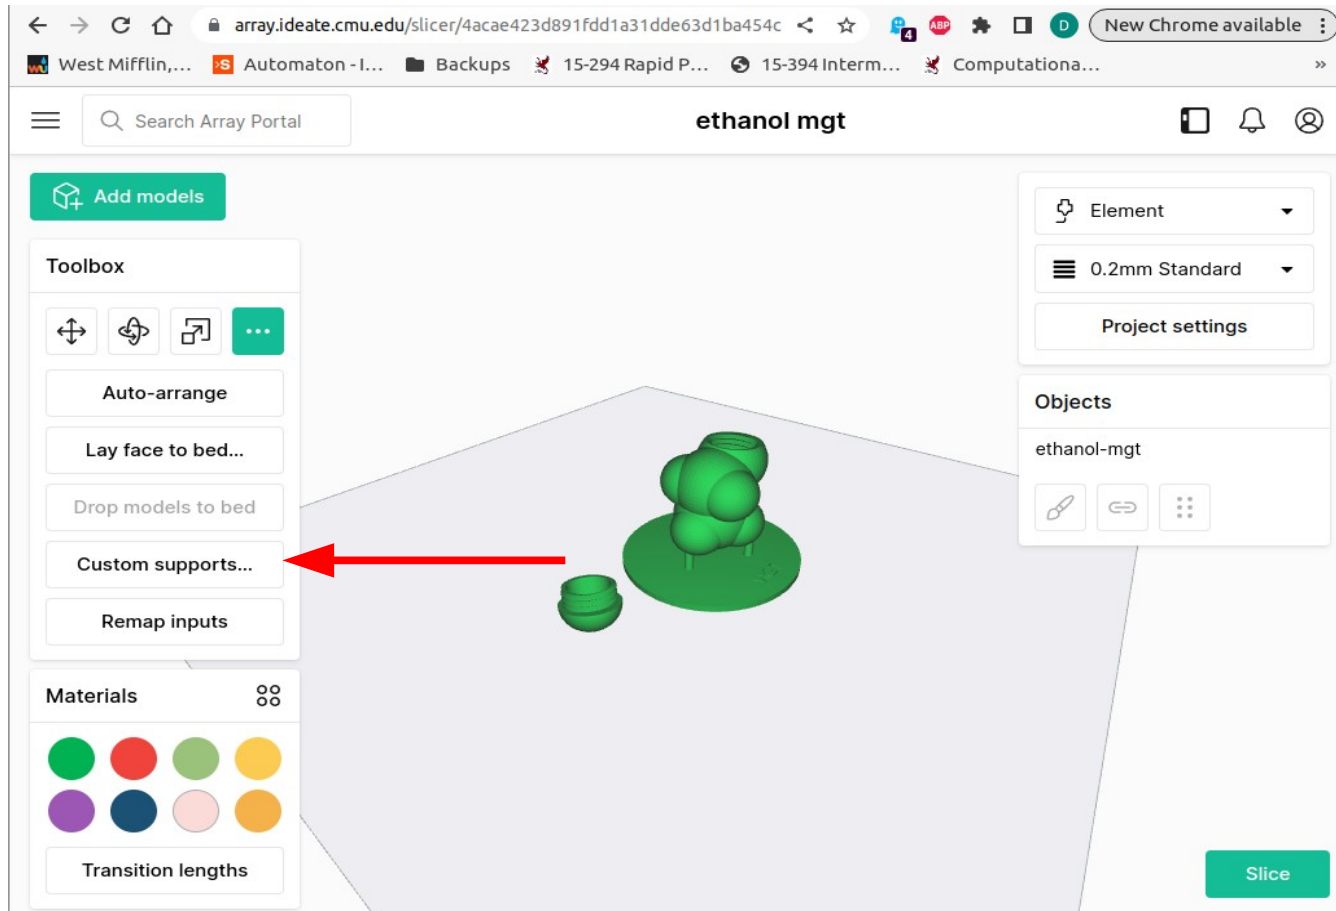 array.ideate.cmu.edu/slicer/4acae423d891fdd1a31dde63d1ba454c
4
ABP
D
New Chrome available
West Mifflin,...
Automaton - I...
Backups
15-294 Rapid P...
15-394 Interm...
Computationa...
»
Search Array Portal
ethanol mgt
Add models
Toolbox
Auto-arrange
Lay face to bed...
Drop models to bed
Custom supports...
Remap inputs
Materials
Transition lengths
Element
0.2mm Standard
Project settings
Objects
ethanol-mgt
Slice